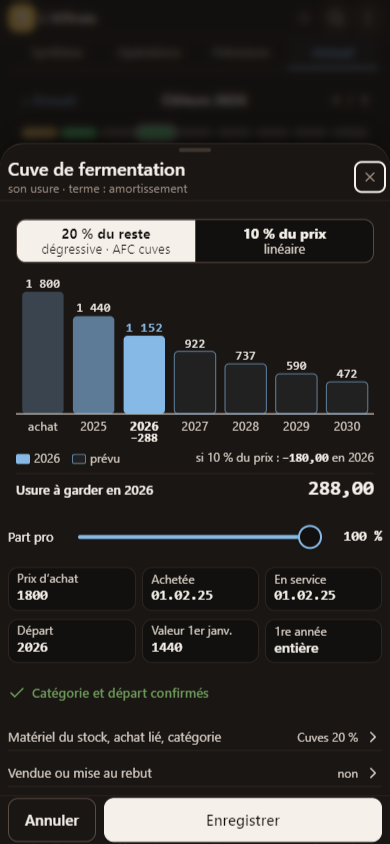 Cuve de fermentation
son usure · terme : amortissement
20 % du reste
dégressive · AFC cuves
10 % du prix
linéaire
1 800
1 440
1 152
922
737
590
472
achat
2025
2026
−288
2027
2028
2029
2030
2026
prévu
si 10 % du prix : −180,00 en 2026
Usure à garder en 2026
288,00
Part pro
100 %
Prix d'achat
1800
Achetée
01.02.25
En service
01.02.25
Départ
2026
Valeur 1er janv.
1440
1re année
entière
Catégorie et départ confirmés
Matériel du stock, achat lié, catégorie
Cuves 20 %
Vendue ou mise au rebut
non
Annuler
Enregistrer